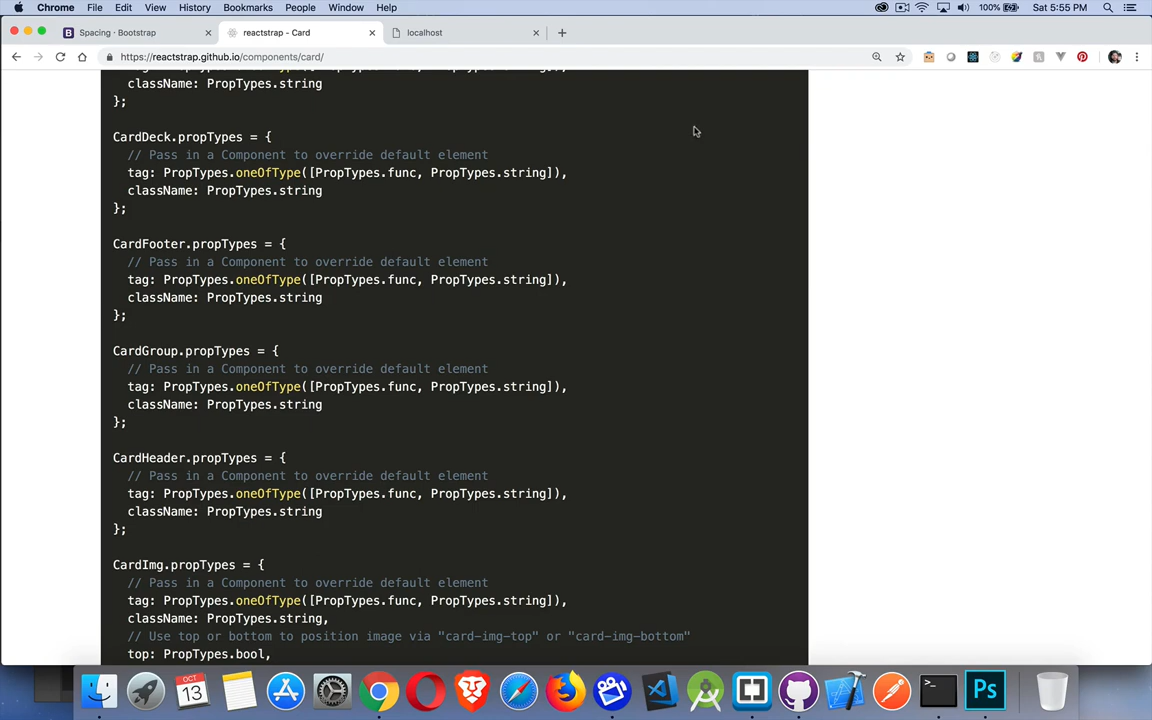 Chrome File Edit View History Bookmarks People Window Help 100% Sat 5:55 PM
Spacing · Bootstrap reactstrap - Card localhost
https://reactstrap.github.io/components/card/
className: PropTypes.string
};
CardDeck.propTypes = {
// Pass in a Component to override default element
tag: PropTypes.oneOfType([PropTypes.func, PropTypes.string]),
className: PropTypes.string
};
CardFooter.propTypes = {
// Pass in a Component to override default element
tag: PropTypes.oneOfType([PropTypes.func, PropTypes.string]),
className: PropTypes.string
};
CardGroup.propTypes = {
// Pass in a Component to override default element
tag: PropTypes.oneOfType([PropTypes.func, PropTypes.string]),
className: PropTypes.string
};
CardHeader.propTypes = {
// Pass in a Component to override default element
tag: PropTypes.oneOfType([PropTypes.func, PropTypes.string]),
className: PropTypes.string
};
CardImg.propTypes = {
// Pass in a Component to override default element
tag: PropTypes.oneOfType([PropTypes.func, PropTypes.string]),
className: PropTypes.string,
// Use top or bottom to position image via "card-img-top" or "card-img-bottom"
top: PropTypes.bool,
OCT
13
>_
Ps